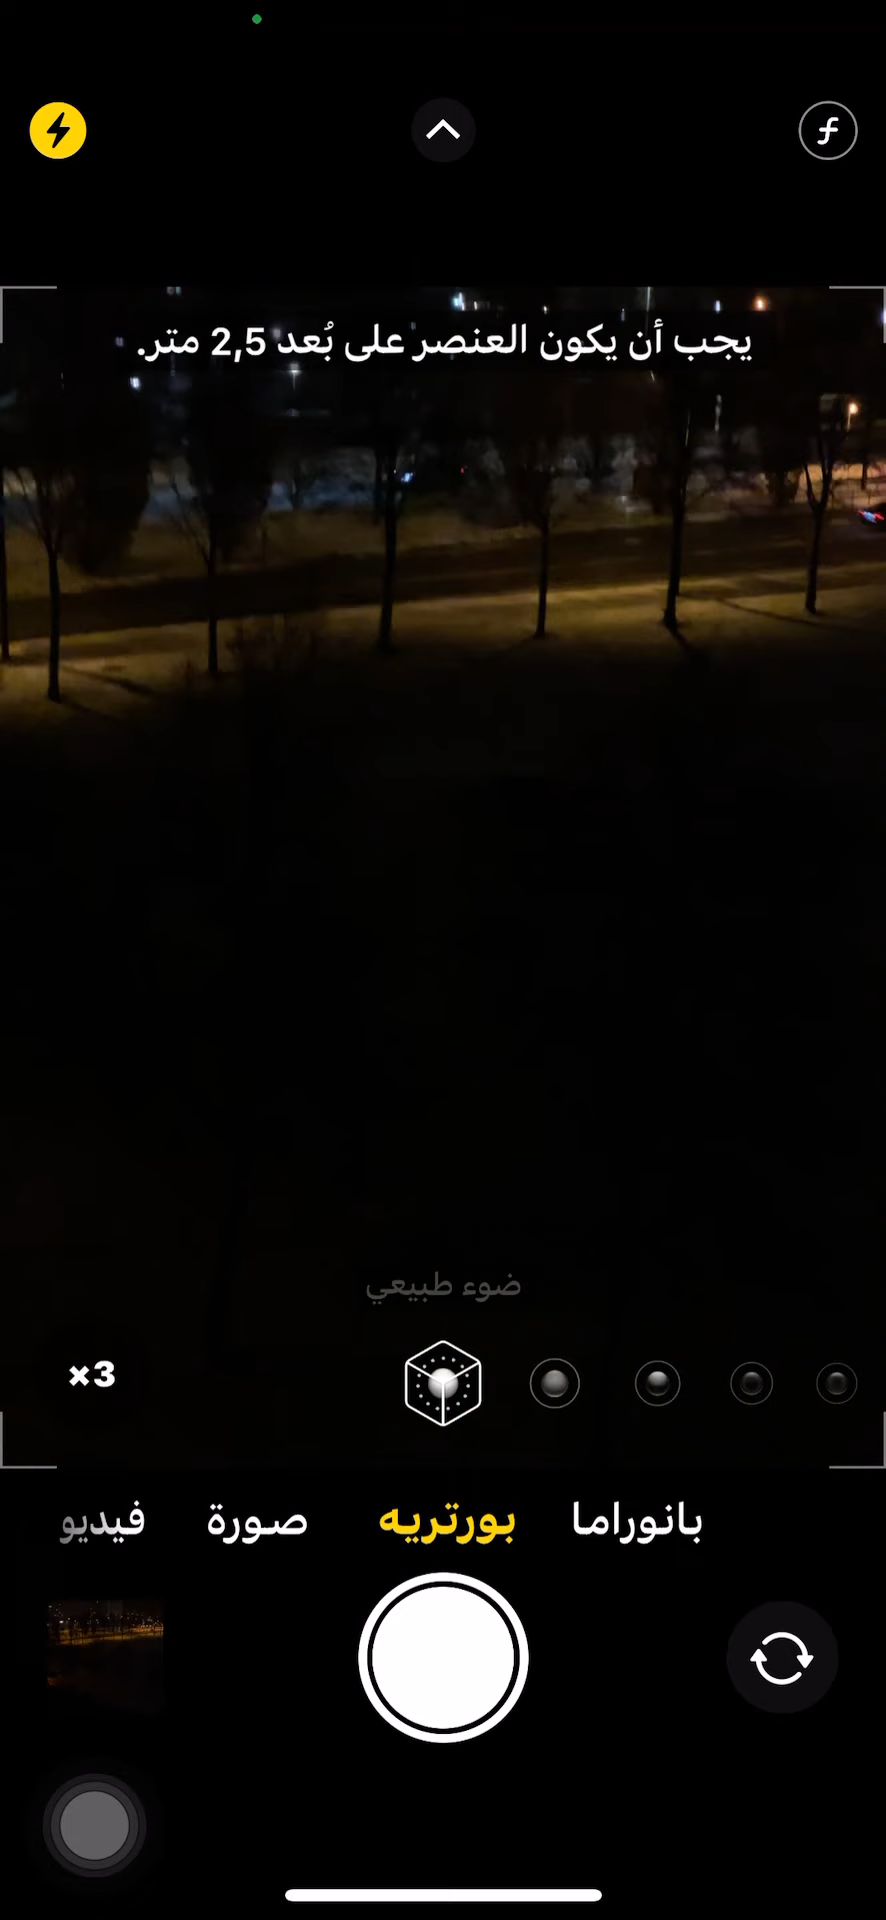 يجب أن يكون العنصر على بُعد 2,5 متر.
ضوء طبيعي
×3
بانوراما
بورتريه
صورة
فيديو